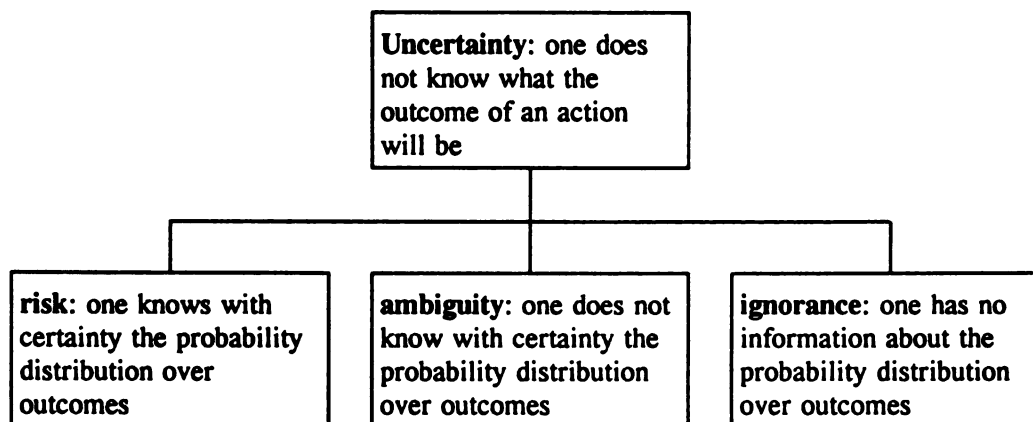 Uncertainty: one does
not know what the
outcome of an action
will be
risk: one knows with
certainty the probability
distribution over
outcomes
ambiguity: one does not
know with certainty the
probability distribution
over outcomes
ignorance: one has no
information about the
probability distribution
over outcomes